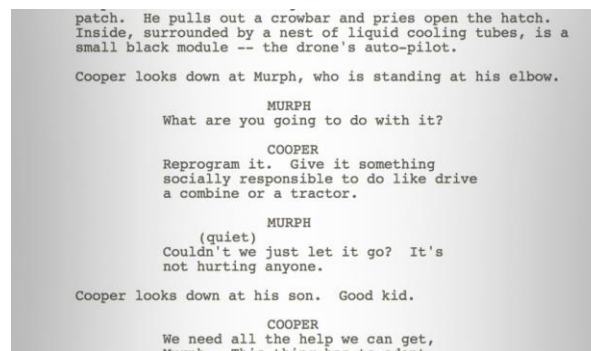 patch. He pulls out a crowbar and pries open the hatch.
Inside, surrounded by a nest of liquid cooling tubes, is a
small black module -- the drone's auto-pilot.
Cooper looks down at Murph, who is standing at his elbow.
MURPH
What are you going to do with it?
COOPER
Reprogram it. Give it something
socially responsible to do like drive
a combine or a tractor.
MURPH
(quiet)
Couldn't we just let it go? It's
not hurting anyone.
Cooper looks down at his son. Good kid.
COOPER
We need all the help we can get,